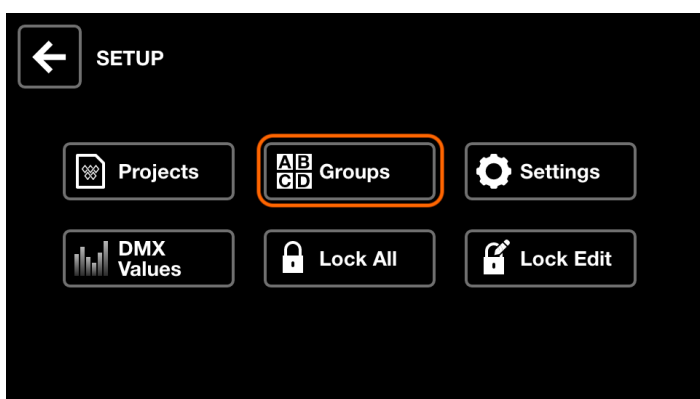 SETUP
Projects
AB
CD
Groups
Settings
DMX
Values
Lock All
Lock Edit